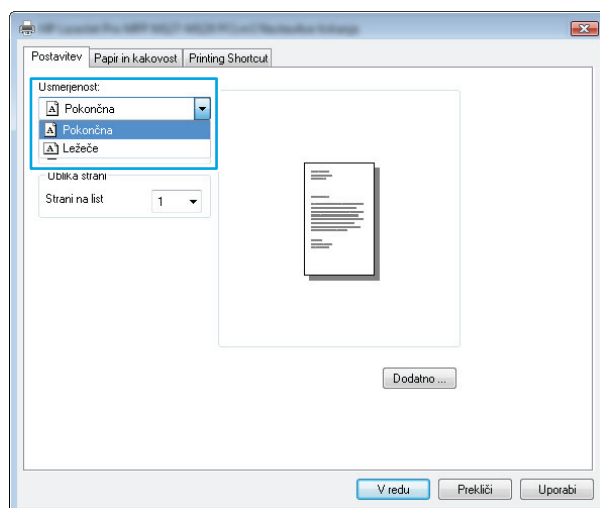 Postavitev Papir in kakovost Printing Shortcut
Usmerjenost:
Pokončna
Pokončna
Ležeče
Oblika strani
Strani na list 1
Dodatno ...
V redu Prekliči Uporabi